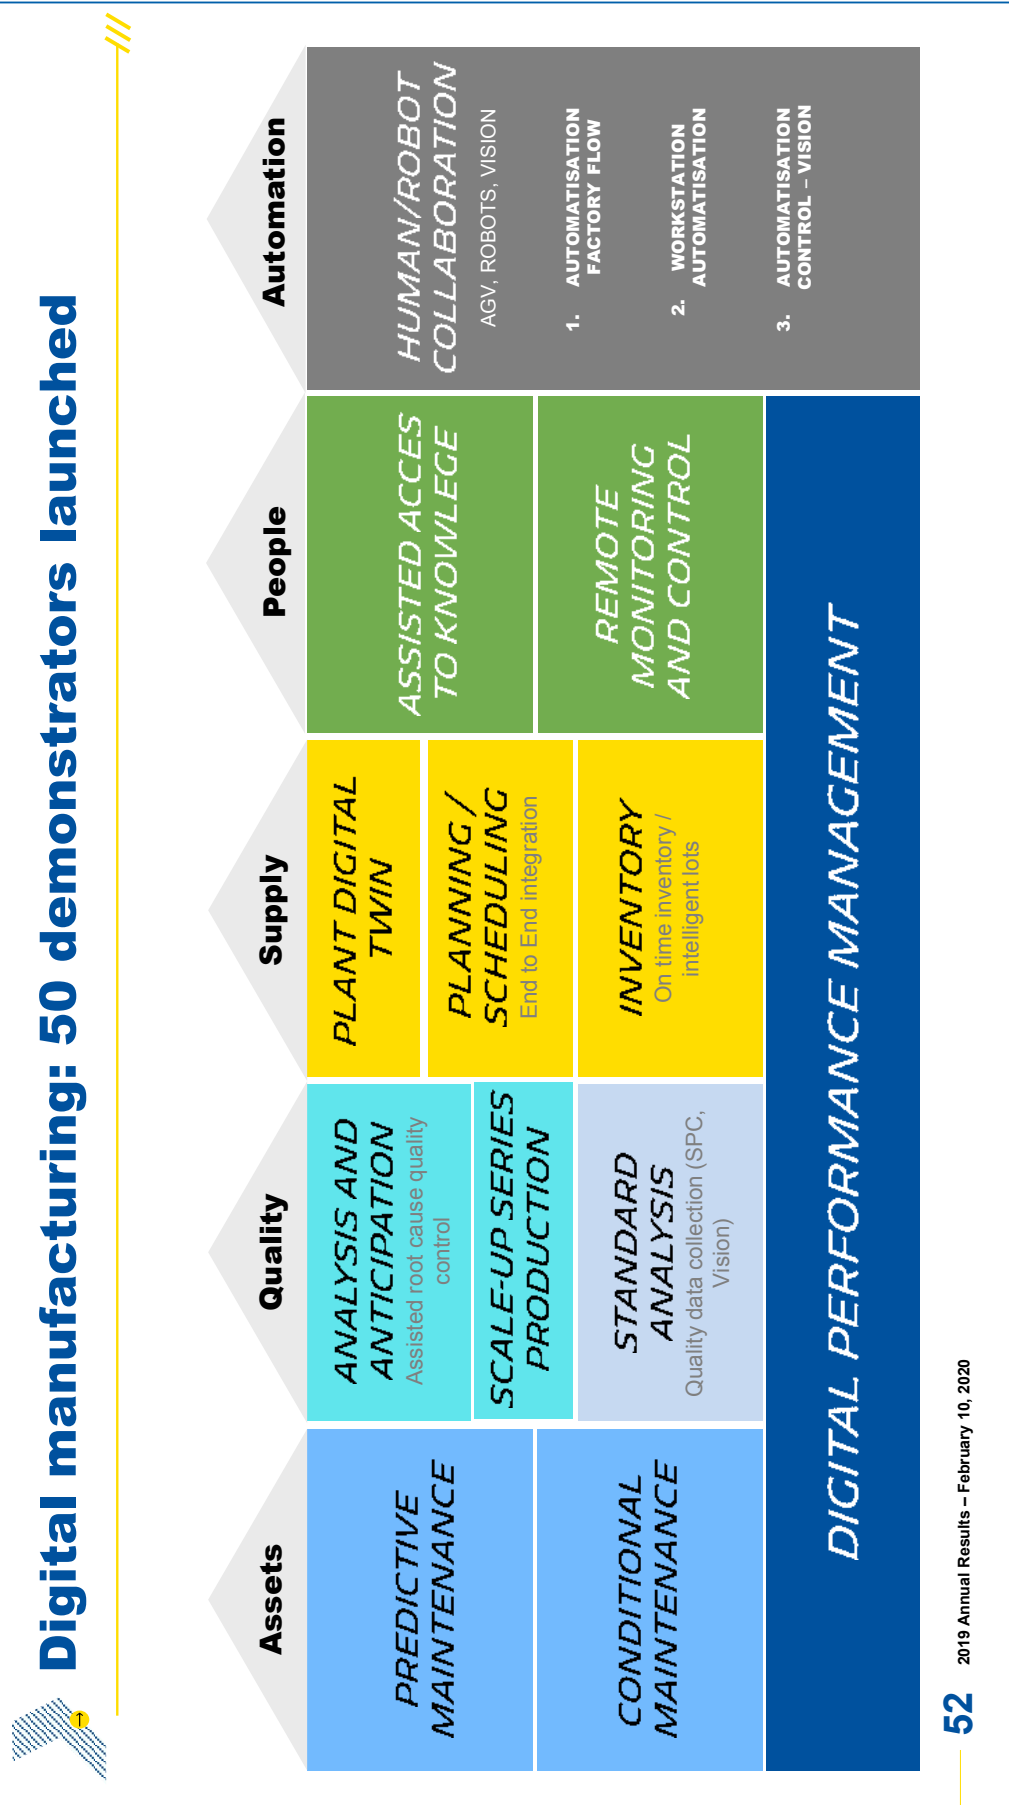 Digital manufacturing: 50 demonstrators launched
Assets
PREDICTIVE
MAINTENANCE
CONDITIONAL
MAINTENANCE
Quality
ANALYSIS AND
ANTICIPATION
Assisted root cause quality
control
SCALE-UP SERIES
PRODUCTION
STANDARD
ANALYSIS
Quality data collection (SPC,
Vision)
Supply
PLANT DIGITAL
TWIN
PLANNING /
SCHEDULING
End to End integration
INVENTORY
On time inventory /
intelligent lots
People
ASSISTED ACCES
TO KNOWLEGE
REMOTE
MONITORING
AND CONTROL
Automation
HUMAN/ROBOT
COLLABORATION
AGV, ROBOTS, VISION
1. AUTOMATISATION
FACTORY FLOW
2. WORKSTATION
AUTOMATISATION
3. AUTOMATISATION
CONTROL – VISION
DIGITAL PERFORMANCE MANAGEMENT
52 2019 Annual Results – February 10, 2020